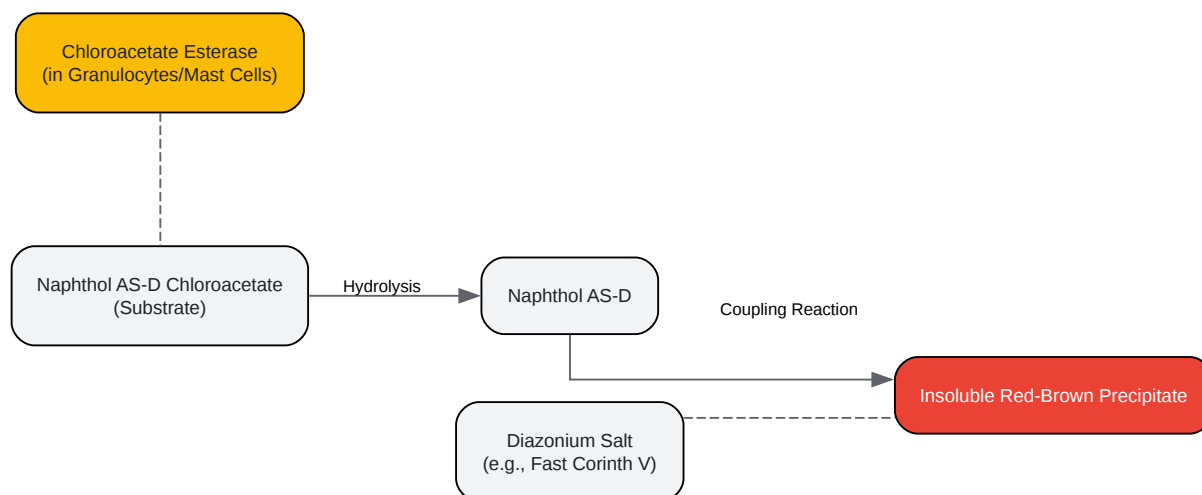 Chloroacetate Esterase
(in Granulocytes/Mast Cells)
Naphthol AS-D Chloroacetate
(Substrate)
Hydrolysis
Naphthol AS-D
Coupling Reaction
Insoluble Red-Brown Precipitate
Diazonium Salt
(e.g., Fast Corinth V)